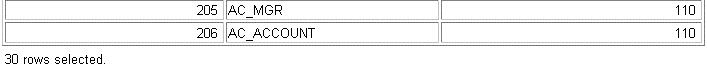 205 AC_MGR 110
206 AC_ACCOUNT 110
30 rows selected.